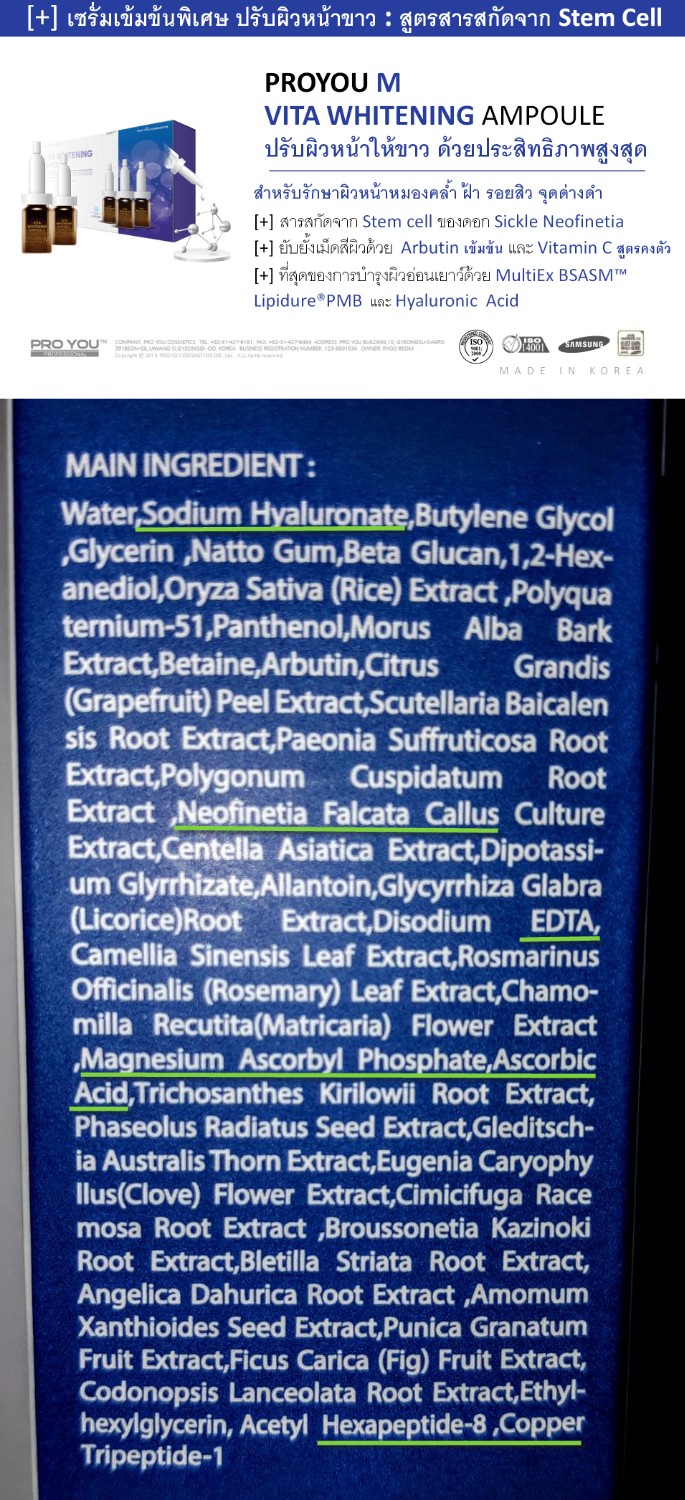 [+] เซรั่มเข้มข้นพิเศษ ปรับผิวหน้าขาว : สูตรสารสกัดจาก Stem Cell
PROYOU M
VITA WHITENING AMPOULE
ปรับผิวหน้าให้ขาว ด้วยประสิทธิภาพสูงสุด
สำหรับรักษาผิวหน้าหมองคล้ำ ฝ้า รอยสิว จุดด่างดำ
[+] สารสกัดจาก Stem cell ของดอก Sickle Neofinetia
[+] ยับยั้งเม็ดสีผิวด้วย Arbutin เข้มข้น และ Vitamin C สูตรคงตัว
[+] ที่สุดของการบำรุงผิวอ่อนเยาว์ด้วย MultiEx BSASM™
Lipidure®PMB และ Hyaluronic Acid
PRO YOU™
PROFESSIONAL
ISO 9001: 2000
ISO 14001
SAMSUNG
MADE IN KOREA
MAIN INGREDIENT :
Water,Sodium Hyaluronate,Butylene Glycol
,Glycerin ,Natto Gum,Beta Glucan,1,2-Hex-
anediol,Oryza Sativa (Rice) Extract ,Polyqua
ternium-51,Panthenol,Morus Alba Bark
Extract,Betaine,Arbutin,Citrus Grandis
(Grapefruit) Peel Extract,Scutellaria Baicalen
sis Root Extract,Paeonia Suffruticosa Root
Extract,Polygonum Cuspidatum Root
Extract ,Neofinetia Falcata Callus Culture
Extract,Centella Asiatica Extract,Dipotassi-
um Glyrrhizate,Allantoin,Glycyrrhiza Glabra
(Licorice)Root Extract,Disodium EDTA,
Camellia Sinensis Leaf Extract,Rosmarinus
Officinalis (Rosemary) Leaf Extract,Chamo-
milla Recutita(Matricaria) Flower Extract
,Magnesium Ascorbyl Phosphate,Ascorbic
Acid,Trichosanthes Kirilowii Root Extract,
Phaseolus Radiatus Seed Extract,Gleditsch-
ia Australis Thorn Extract,Eugenia Caryophy
llus(Clove) Flower Extract,Cimicifuga Race
mosa Root Extract ,Broussonetia Kazinoki
Root Extract,Bletilla Striata Root Extract,
Angelica Dahurica Root Extract ,Amomum
Xanthioides Seed Extract,Punica Granatum
Fruit Extract,Ficus Carica (Fig) Fruit Extract,
Codonopsis Lanceolata Root Extract,Ethyl-
hexylglycerin, Acetyl Hexapeptide-8 ,Copper
Tripeptide-1